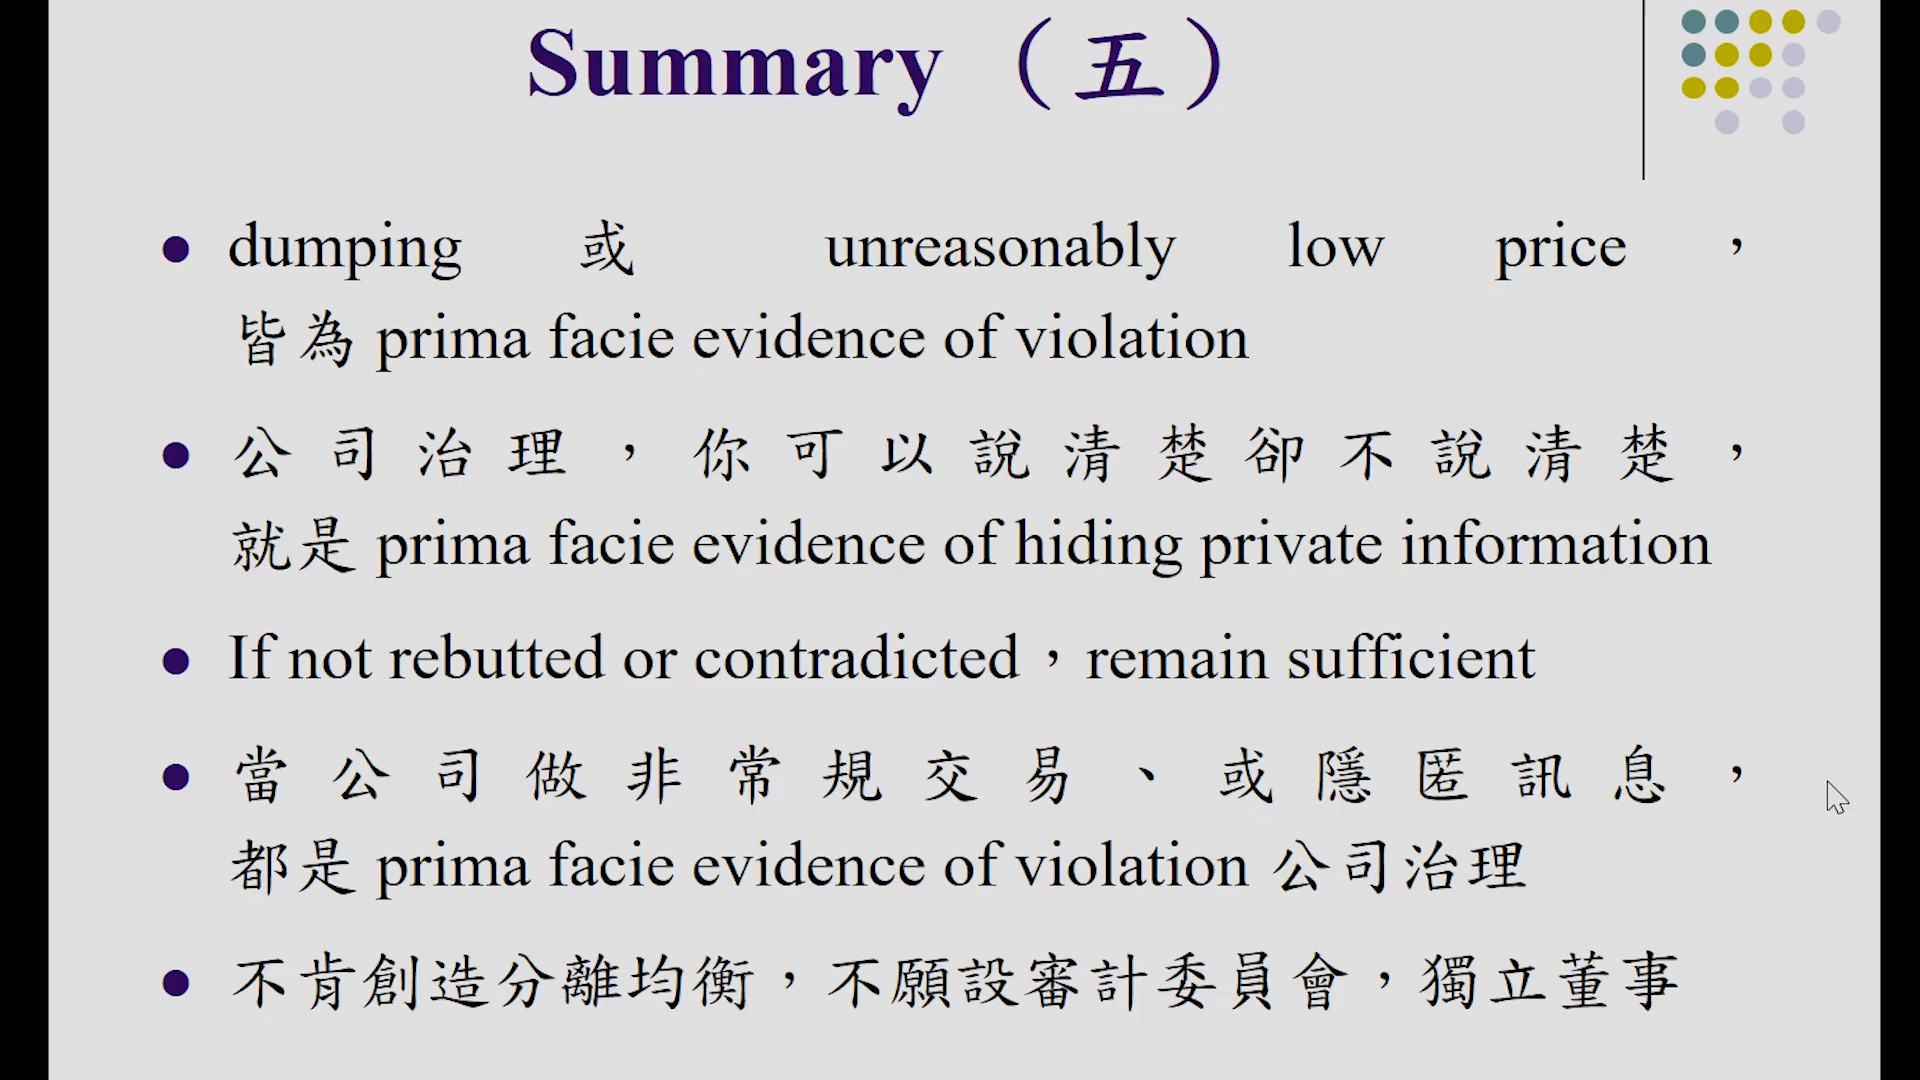 Summary（五）
dumping 或 unreasonably low price，
皆為 prima facie evidence of violation
公司治理，你可以說清楚卻不說清楚，
就是 prima facie evidence of hiding private information
If not rebutted or contradicted，remain sufficient
當公司做非常規交易、或隱匿訊息，
都是 prima facie evidence of violation 公司治理
不肯創造分離均衡，不願設審計委員會，獨立董事